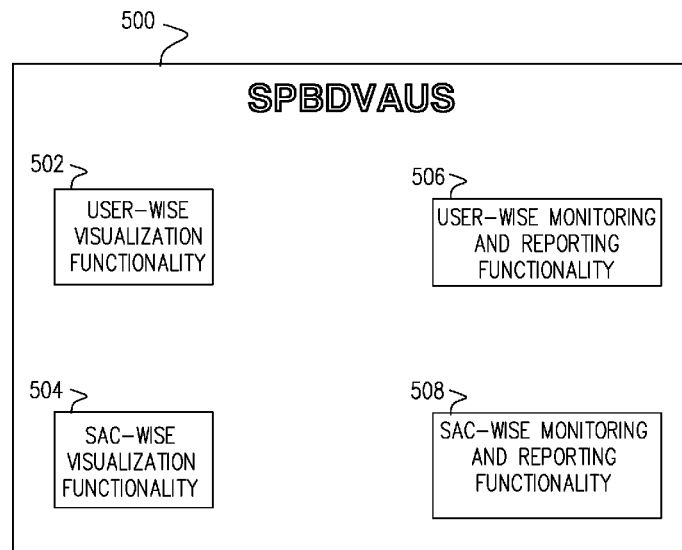 500
SPBDVAUS
502
USER-WISE
VISUALIZATION
FUNCTIONALITY
506
USER-WISE MONITORING
AND REPORTING
FUNCTIONALITY
504
SAC-WISE
VISUALIZATION
FUNCTIONALITY
508
SAC-WISE MONITORING
AND REPORTING
FUNCTIONALITY